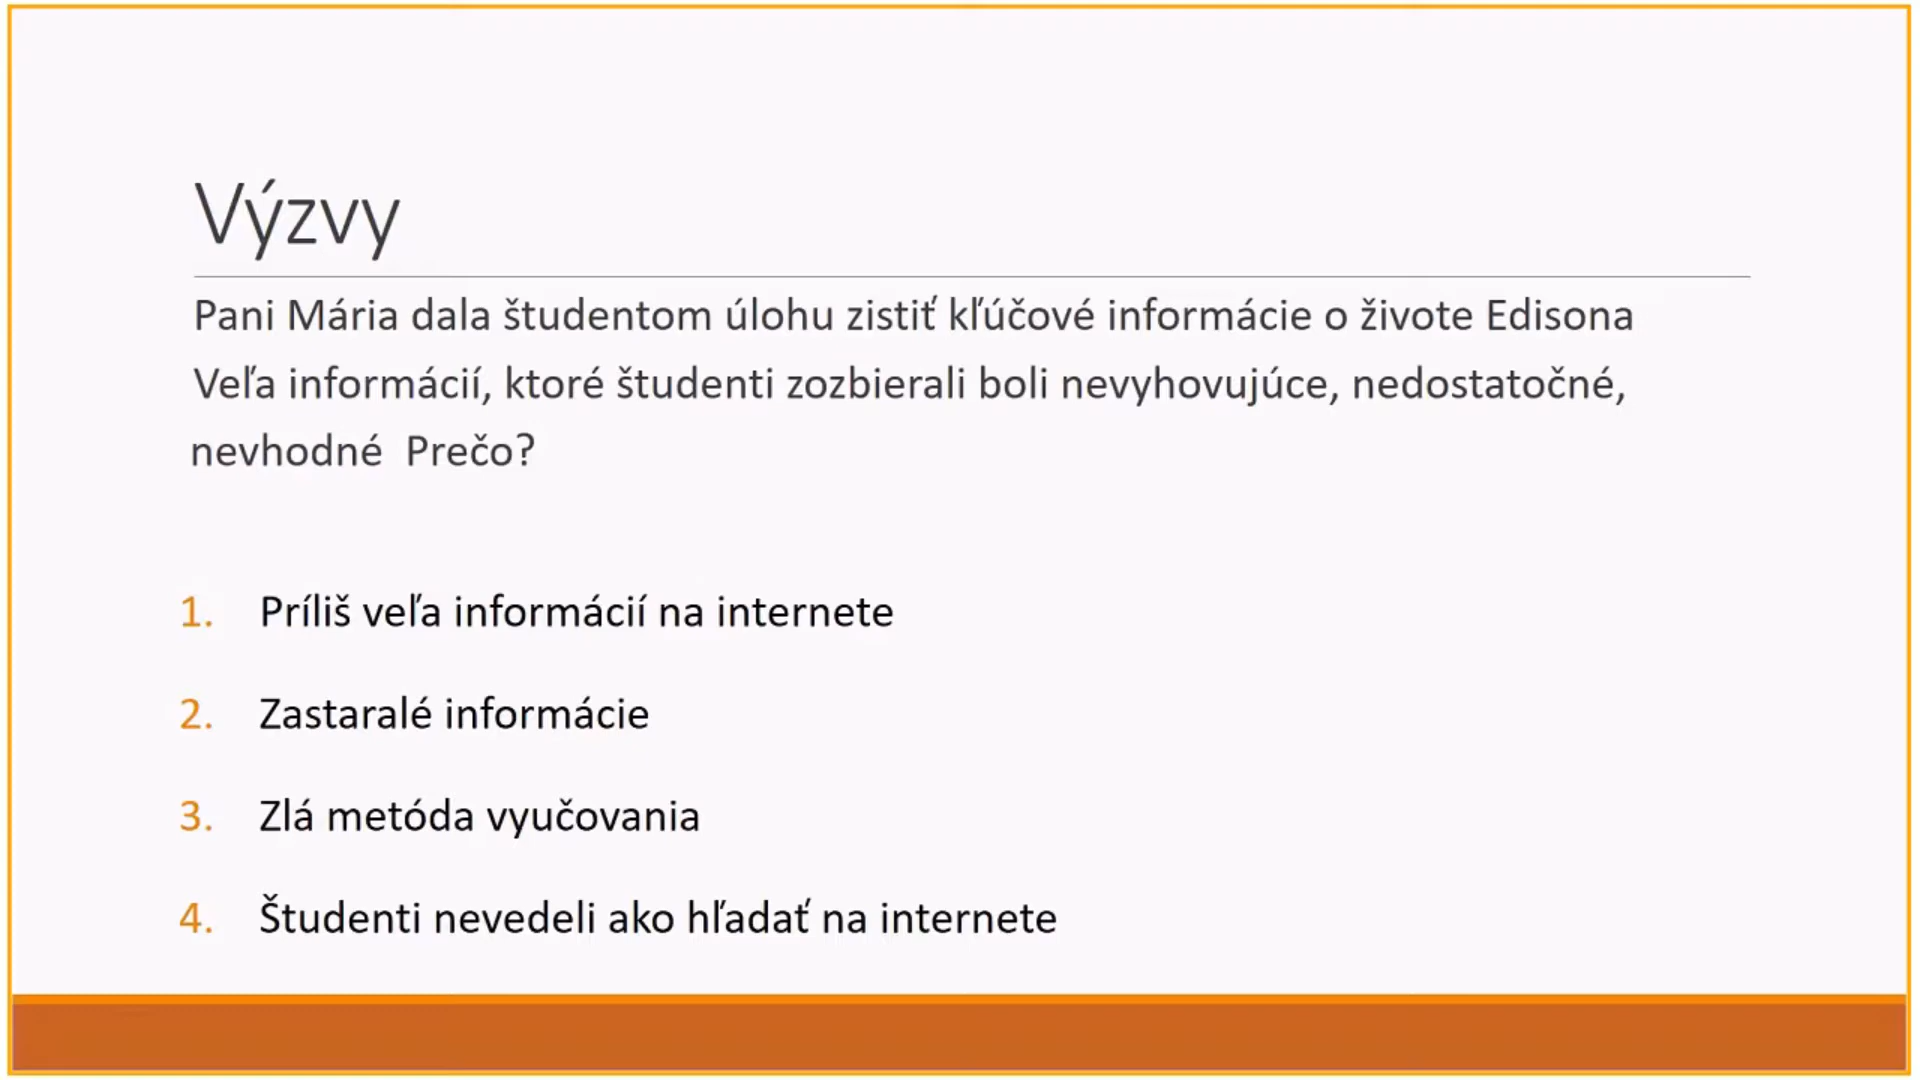 Výzvy
Pani Mária dala študentom úlohu zistiť kľúčové informácie o živote Edisona
Veľa informácií, ktoré študenti zozbierali boli nevyhovujúce, nedostatočné,
nevhodné  Prečo?
1. Príliš veľa informácií na internete
2. Zastaralé informácie
3. Zlá metóda vyučovania
4. Študenti nevedeli ako hľadať na internete